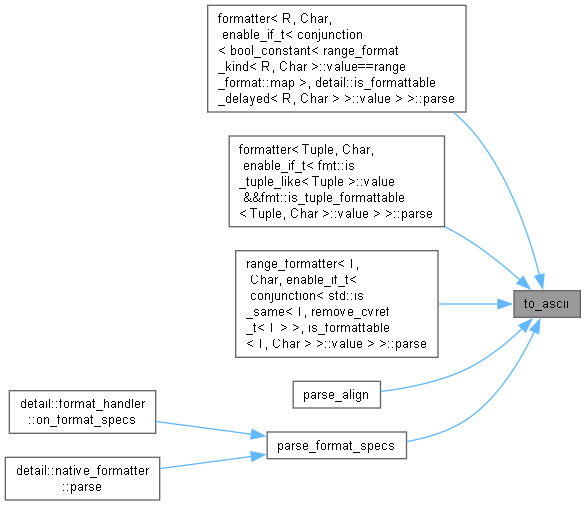 formatter< R, Char,
enable_if_t< conjunction
< bool_constant< range_format
_kind< R, Char >::value==range
_format::map >, detail::is_formattable
_delayed< R, Char > >::value > >::parse
formatter< Tuple, Char,
enable_if_t< fmt::is
_tuple_like< Tuple >::value
&&fmt::is_tuple_formattable
< Tuple, Char >::value > >::parse
range_formatter< T,
Char, enable_if_t<
conjunction< std::is
_same< T, remove_cvref
_t< T > >, is_formattable
< T, Char > >::value > >::parse
to_ascii
parse_align
detail::format_handler
::on_format_specs
parse_format_specs
detail::native_formatter
::parse